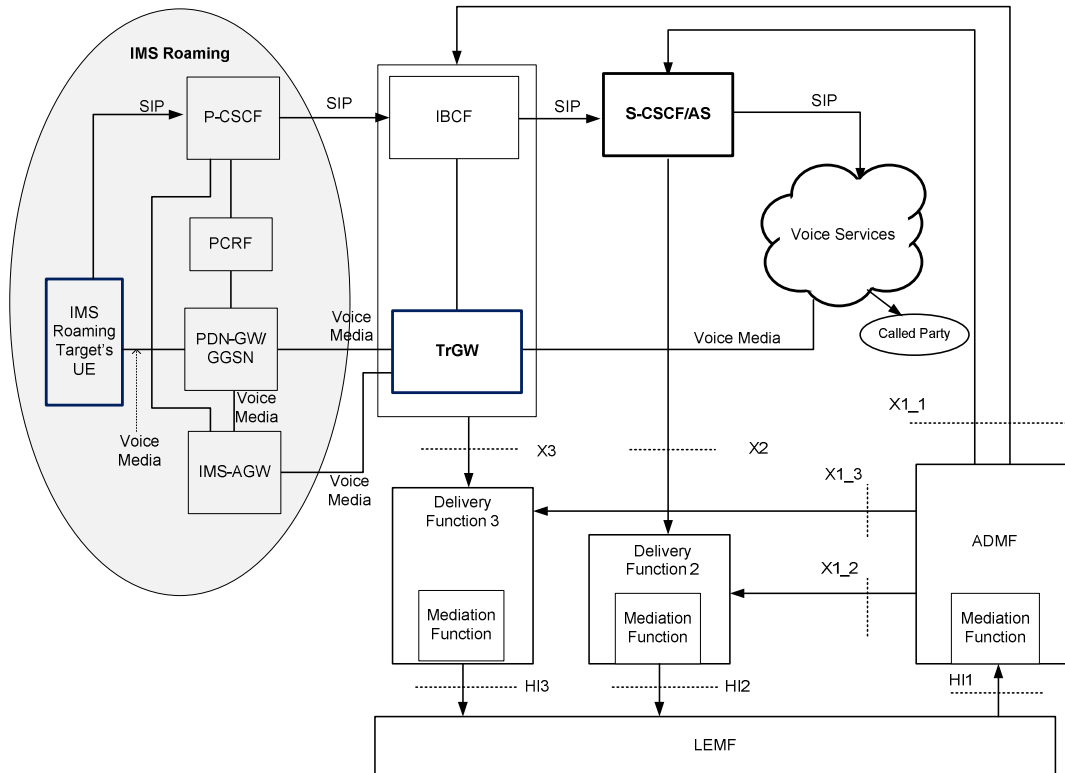 IMS Roaming
SIP
P-CSCF
SIP
IBCF
SIP
S-CSCF/AS
SIP
PCRF
Voice Services
IMS
Roaming
Target's
UE
PDN-GW/
GGSN
Voice
Media
TrGW
Voice Media
Called Party
Voice
Media
Voice
Media
IMS-AGW
Voice
Media
X3
X2
X1_1
X1_3
X1_2
Delivery
Function 3
Mediation
Function
Delivery
Function 2
Mediation
Function
ADMF
Mediation
Function
HI3
HI2
HI1
LEMF